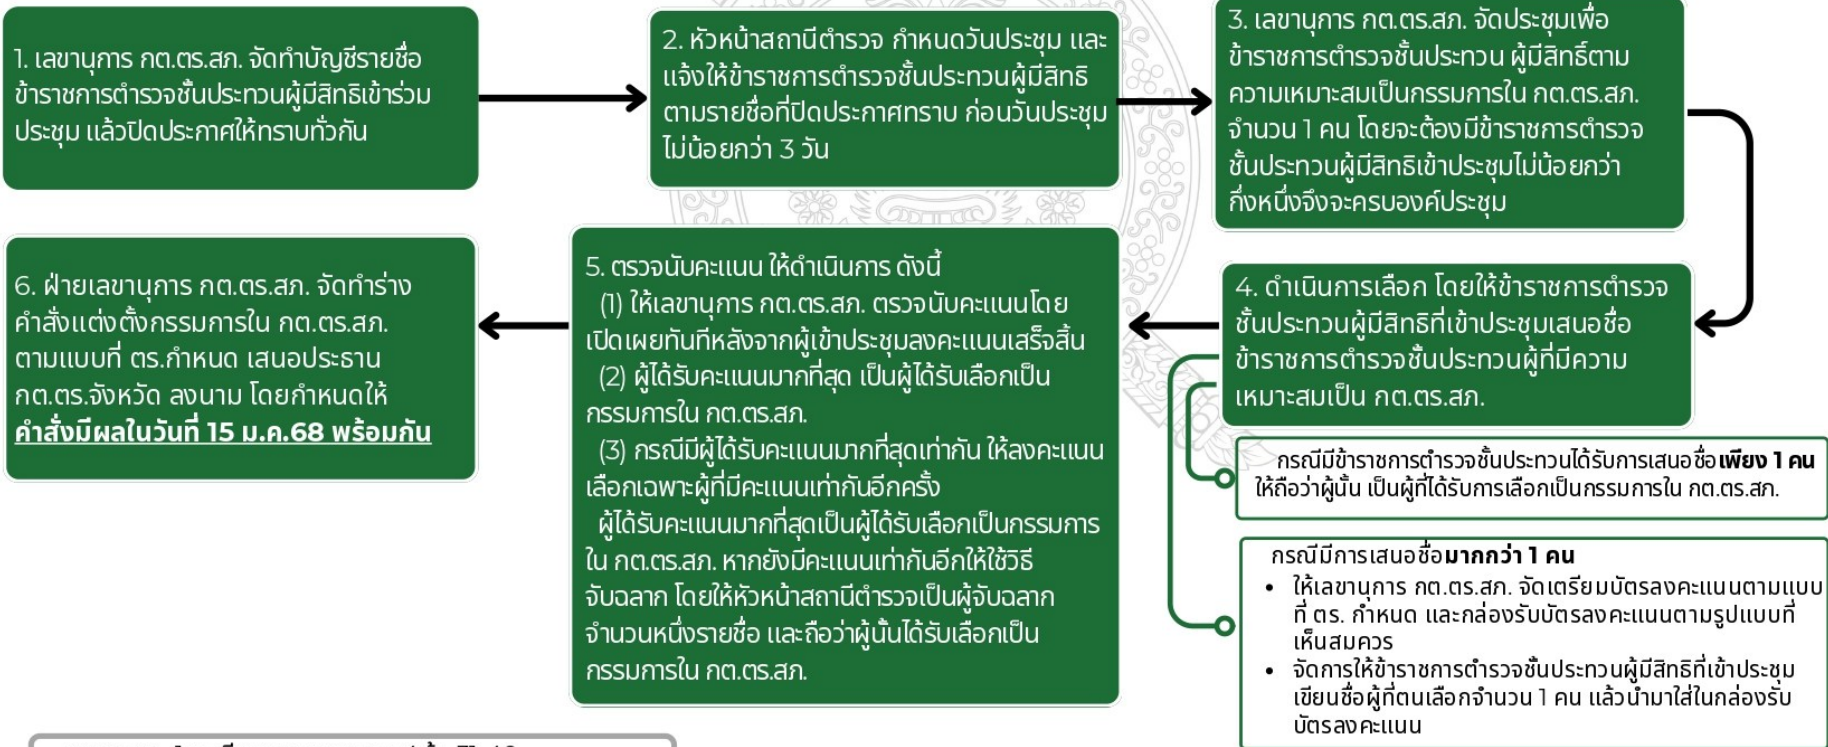 1. เลขานุการ กต.ตร.สภ. จัดทำบัญชีรายชื่อ
ข้าราชการตำรวจชั้นประทวนผู้มีสิทธิเข้าร่วม
ประชุม แล้วปิดประกาศให้ทราบทั่วกัน
2. หัวหน้าสถานีตำรวจ กำหนดวันประชุม และ
แจ้งให้ข้าราชการตำรวจชั้นประทวนผู้มีสิทธิ
ตามรายชื่อที่ปิดประกาศทราบ ก่อนวันประชุม
ไม่น้อยกว่า 3 วัน
3. เลขานุการ กต.ตร.สภ. จัดประชุมเพื่อ
ข้าราชการตำรวจชั้นประทวน ผู้มีสิทธิ์ตาม
ความเหมาะสมเป็นกรรมการใน กต.ตร.สภ.
จำนวน 1 คน โดยจะต้องมีข้าราชการตำรวจ
ชั้นประทวนผู้มีสิทธิเข้าประชุมไม่น้อยกว่า
กึ่งหนึ่งจึงจะครบองค์ประชุม
4. ดำเนินการเลือก โดยให้ข้าราชการตำรวจ
ชั้นประทวนผู้มีสิทธิที่เข้าประชุมเสนอชื่อ
ข้าราชการตำรวจชั้นประทวนผู้ที่มีความ
เหมาะสมเป็น กต.ตร.สภ.
กรณีมีข้าราชการตำรวจชั้นประทวนได้รับการเสนอชื่อเพียง 1 คน
ให้ถือว่าผู้นั้น เป็นผู้ที่ได้รับการเลือกเป็นกรรมการใน กต.ตร.สภ.
กรณีมีการเสนอชื่อมากกว่า 1 คน
• ให้เลขานุการ กต.ตร.สภ. จัดเตรียมบัตรลงคะแนนตามแบบ
ที่ ตร. กำหนด และกล่องรับบัตรลงคะแนนตามรูปแบบที่
เห็นสมควร
• จัดการให้ข้าราชการตำรวจชั้นประทวนผู้มีสิทธิที่เข้าประชุม
เขียนชื่อผู้ที่ตนเลือกจำนวน 1 คน แล้วนำมาใส่ในกล่องรับ
บัตรลงคะแนน
5. ตรวจนับคะแนน ให้ดำเนินการ ดังนี้
(1) ให้เลขานุการ กต.ตร.สภ. ตรวจนับคะแนนโดย
เปิดเผยทันทีหลังจากผู้เข้าประชุมลงคะแนนเสร็จสิ้น
(2) ผู้ได้รับคะแนนมากที่สุด เป็นผู้ได้รับเลือกเป็น
กรรมการใน กต.ตร.สภ.
(3) กรณีมีผู้ได้รับคะแนนมากที่สุดเท่ากัน ให้ลงคะแนน
เลือกเฉพาะผู้ที่มีคะแนนเท่ากันอีกครั้ง
ผู้ได้รับคะแนนมากที่สุดเป็นผู้ได้รับเลือกเป็นกรรมการ
ใน กต.ตร.สภ. หากยังมีคะแนนเท่ากันอีกให้ใช้วิธี
จับฉลาก โดยให้หัวหน้าสถานีตำรวจเป็นผู้จับฉลาก
จำนวนหนึ่งรายชื่อ และถือว่าผู้นั้นได้รับเลือกเป็น
กรรมการใน กต.ตร.สภ.
6. ฝ่ายเลขานุการ กต.ตร.สภ. จัดทำร่าง
คำสั่งแต่งตั้งกรรมการใน กต.ตร.สภ.
ตามแบบที่ ตร.กำหนด เสนอประธาน
กต.ตร.จังหวัด ลงนาม โดยกำหนดให้
คำสั่งมีผลในวันที่ 15 ม.ค.68 พร้อมกัน